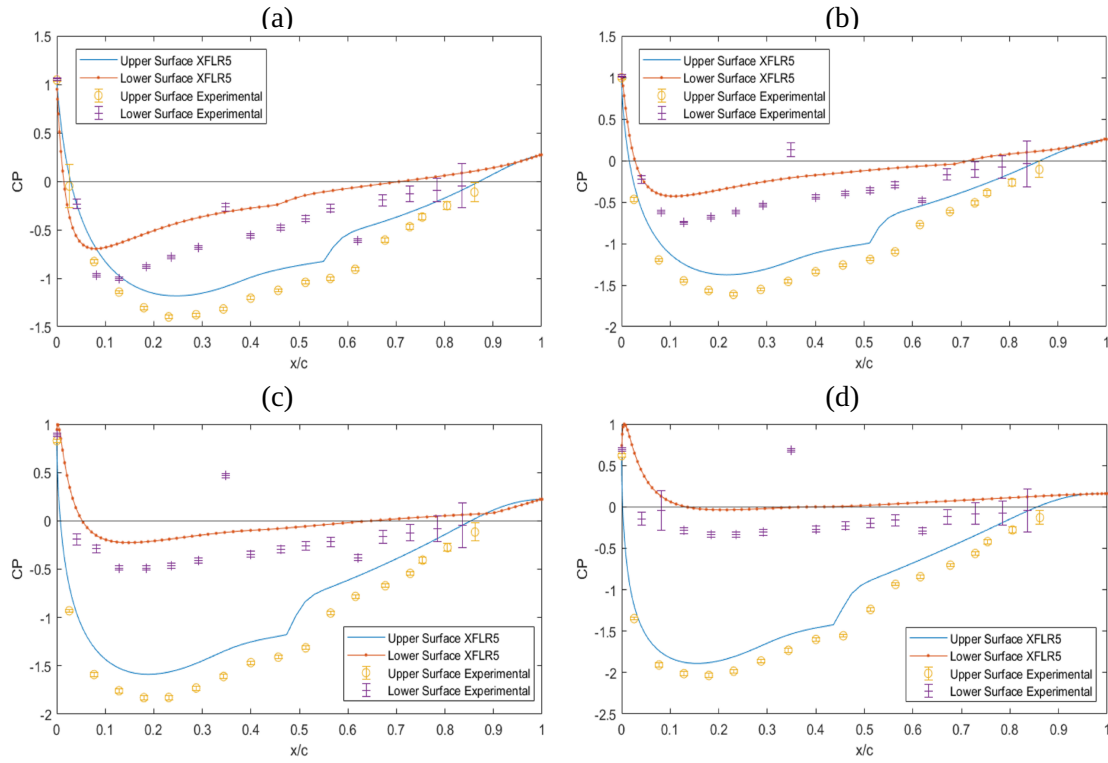 (a)
1.5
1
0.5
0
-0.5
-1
-1.5
CP
Upper Surface XFLR5
Lower Surface XFLR5
Upper Surface Experimental
Lower Surface Experimental
0 0.1 0.2 0.3 0.4 0.5 0.6 0.7 0.8 0.9 1
x/c
(b)
1.5
1
0.5
0
-0.5
-1
-1.5
-2
CP
Upper Surface XFLR5
Lower Surface XFLR5
Upper Surface Experimental
Lower Surface Experimental
0 0.1 0.2 0.3 0.4 0.5 0.6 0.7 0.8 0.9 1
x/c
(c)
1
0.5
0
-0.5
-1
-1.5
-2
CP
Upper Surface XFLR5
Lower Surface XFLR5
Upper Surface Experimental
Lower Surface Experimental
0 0.1 0.2 0.3 0.4 0.5 0.6 0.7 0.8 0.9 1
x/c
(d)
1
0.5
0
-0.5
-1
-1.5
-2
-2.5
CP
Upper Surface XFLR5
Lower Surface XFLR5
Upper Surface Experimental
Lower Surface Experimental
0 0.1 0.2 0.3 0.4 0.5 0.6 0.7 0.8 0.9 1
x/c